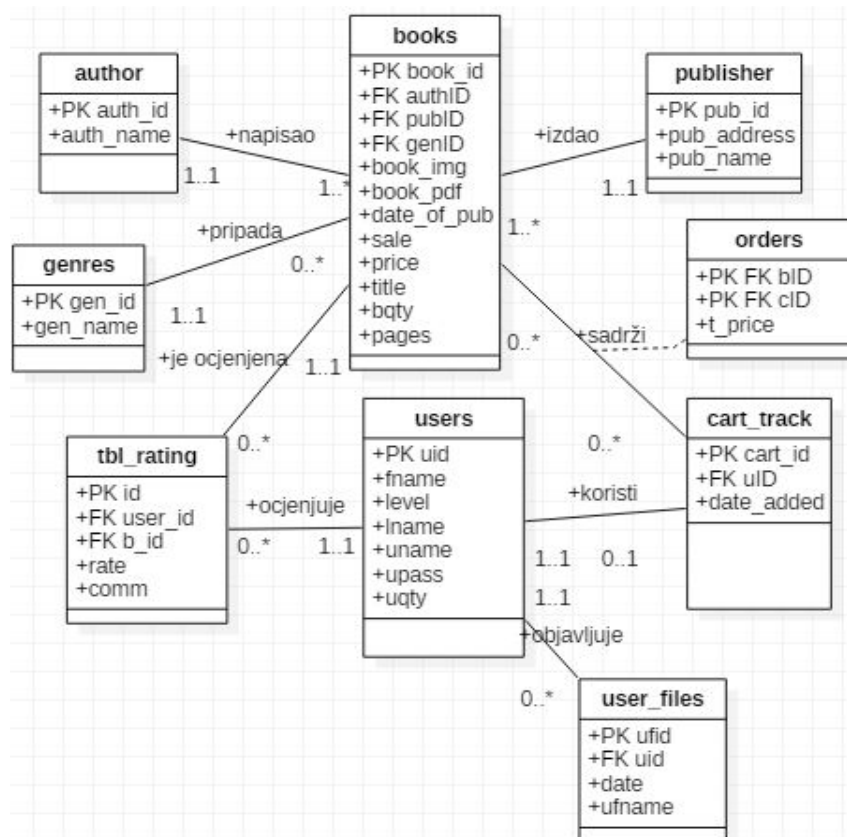 author
+PK auth_id
+auth_name
books
+PK book_id
+FK authID
+FK pubID
+FK genID
+book_img
+book_pdf
+date_of_pub
+sale
+price
+title
+bqty
+pages
publisher
+PK pub_id
+pub_address
+pub_name
+napisao
1..1
1..*
+izdao
1..1
1..*
genres
+PK gen_id
+gen_name
+pripada
0..*
1..1
orders
+PK FK bID
+PK FK cID
+t_price
+sadrži
0..*
0..*
+je ocjenjena
1..1
0..*
tbl_rating
+PK id
+FK user_id
+FK b_id
+rate
+comm
users
+PK uid
+fname
+level
+lname
+uname
+upass
+uqty
cart_track
+PK cart_id
+FK uID
+date_added
+ocjenjuje
0..*
1..1
+koristi
1..1
0..1
1..1
+objavljuje
0..*
user_files
+PK ufid
+FK uid
+date
+ufname